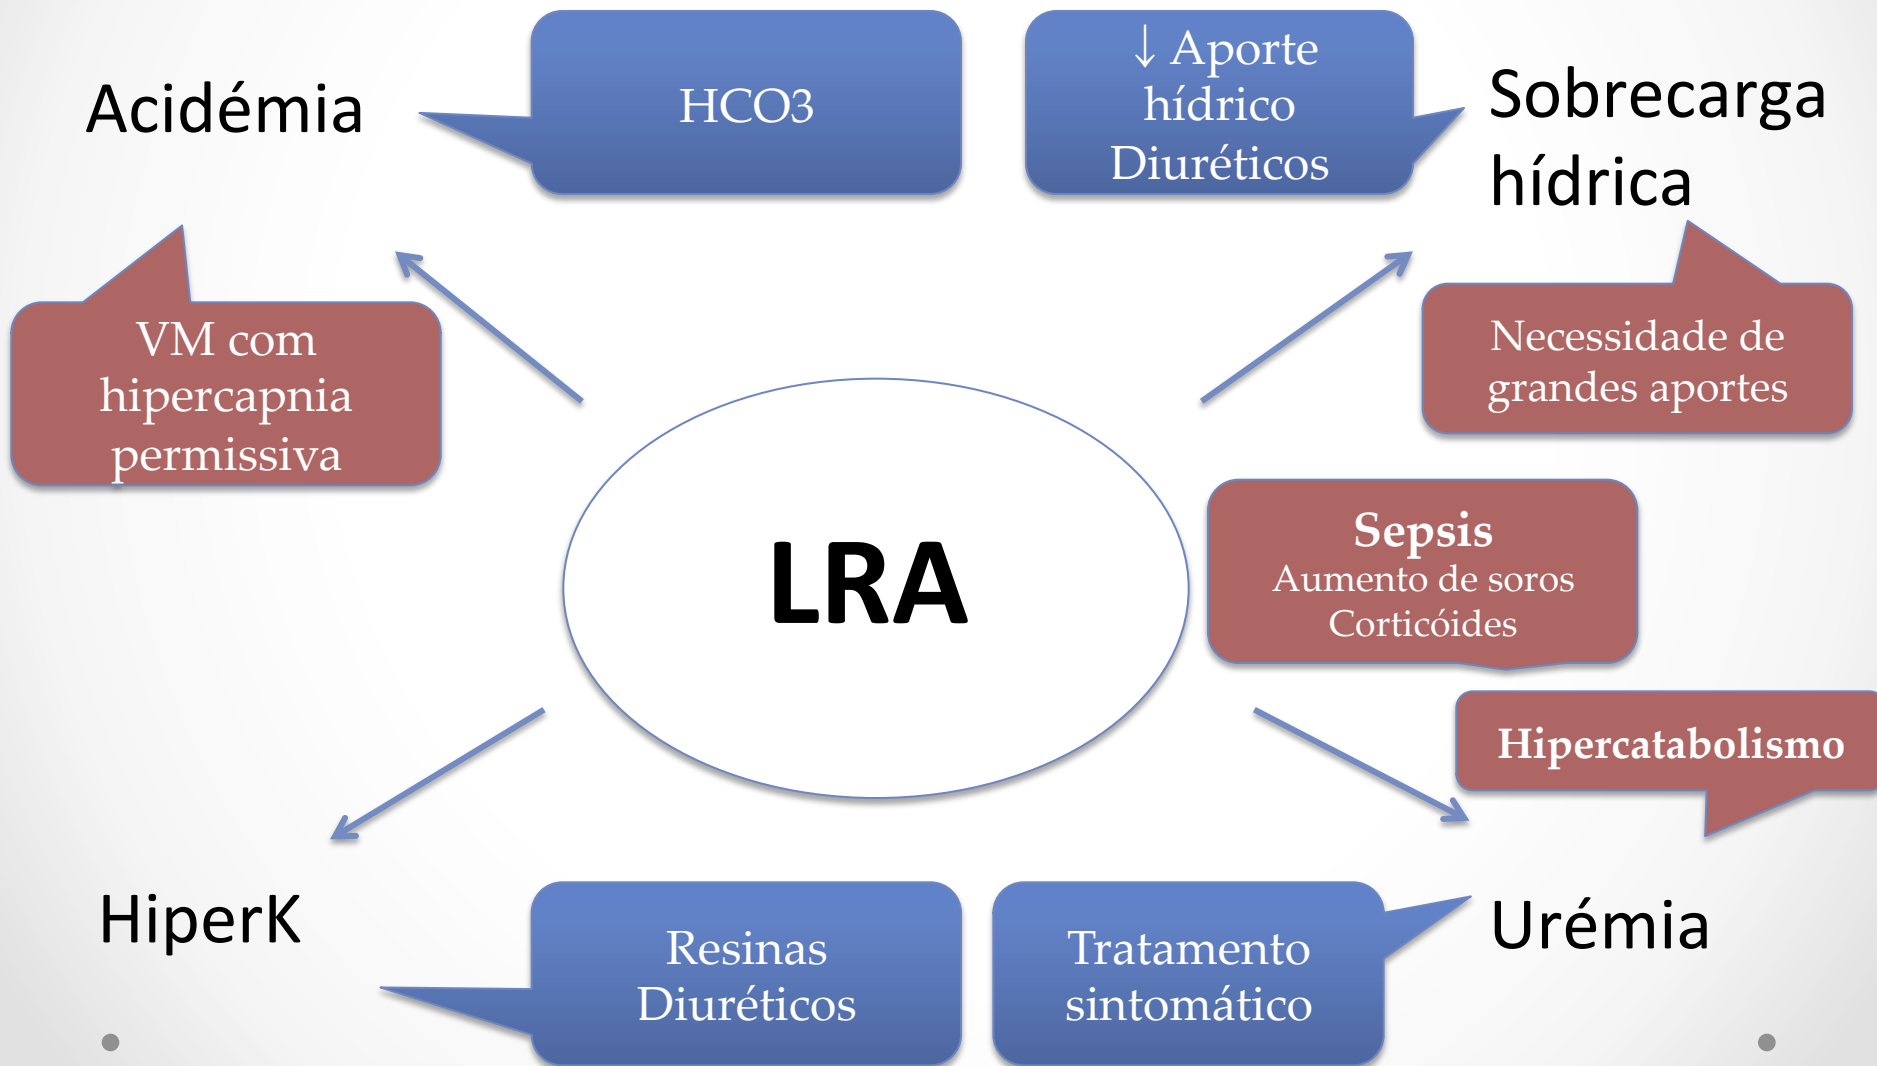 Acidémia
HCO3
↓ Aporte
hídrico
Diuréticos
Sobrecarga
hídrica
VM com
hipercapnia
permissiva
Necessidade de
grandes aportes
LRA
Sepsis
Aumento de soros
Corticóides
Hipercatabolismo
HiperK
Resinas
Diuréticos
Tratamento
sintomático
Urémia